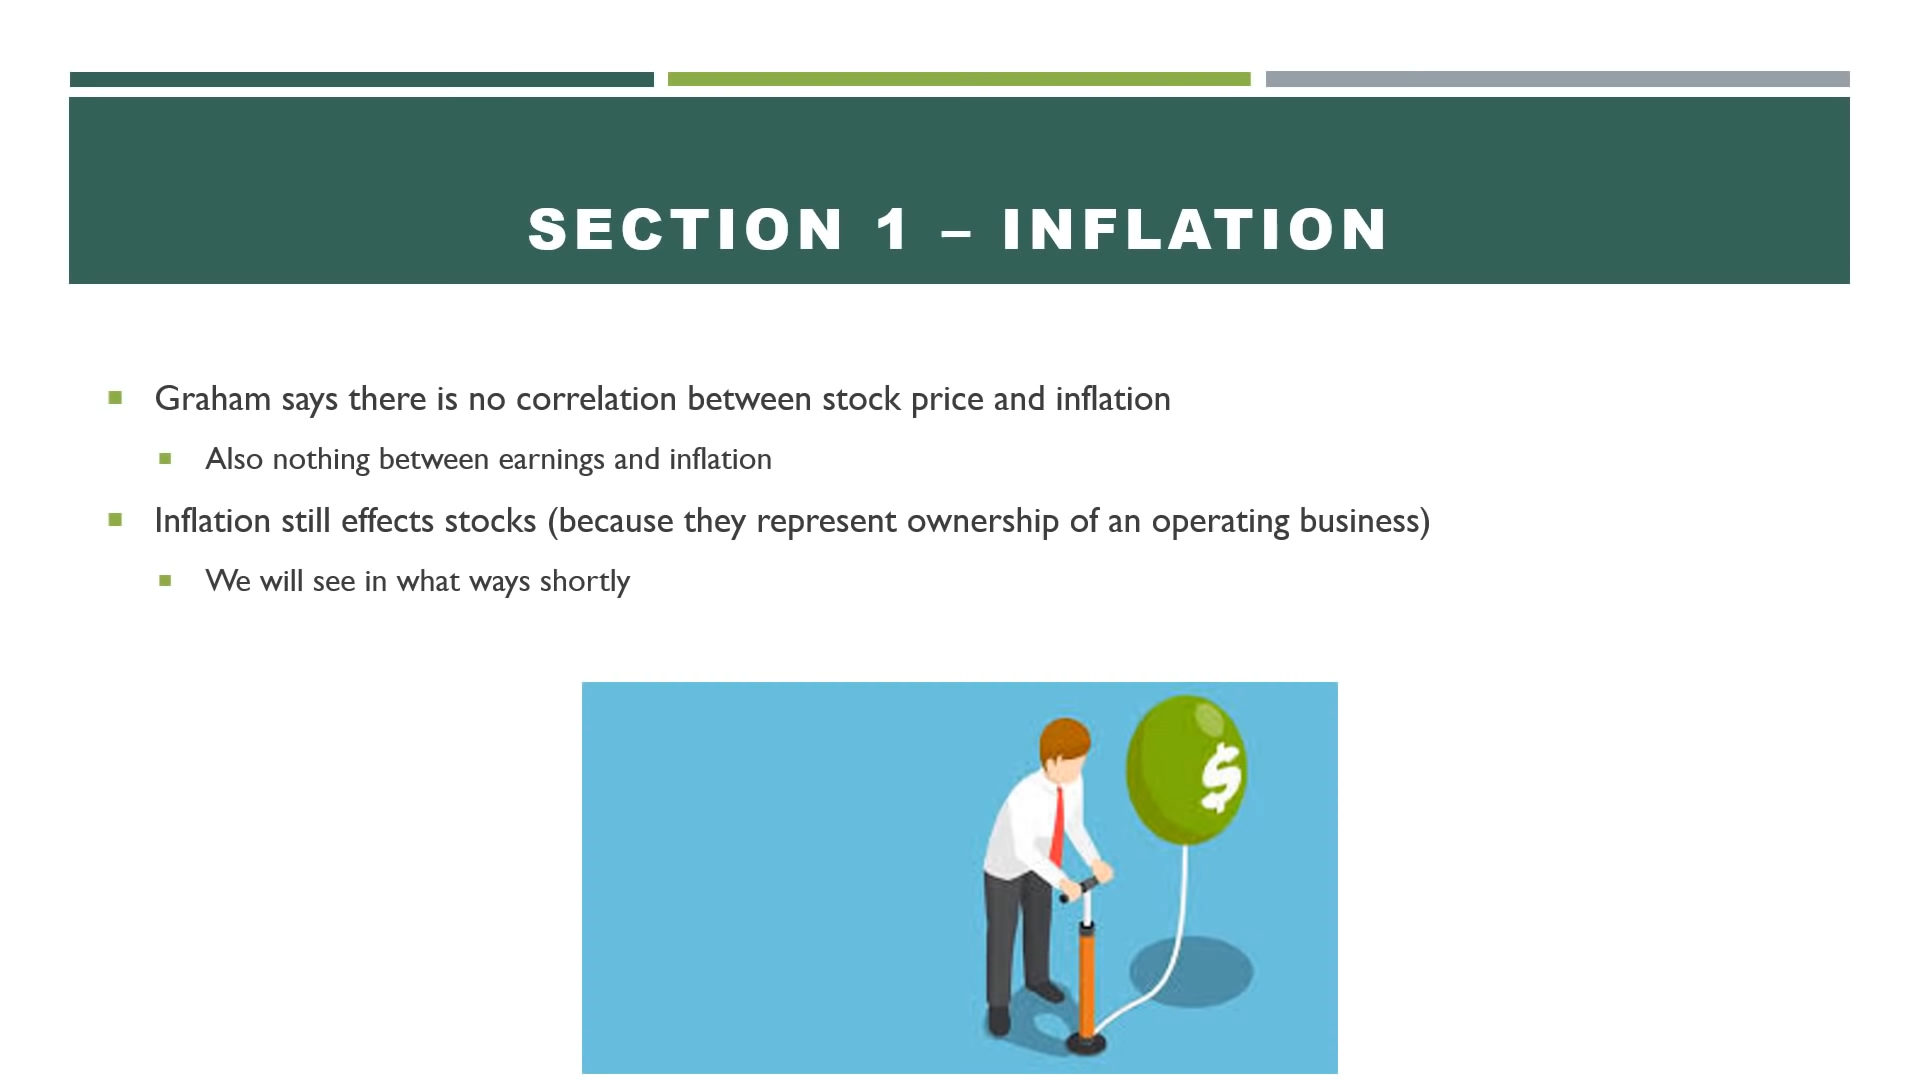 SECTION 1 – INFLATION
Graham says there is no correlation between stock price and inflation
Also nothing between earnings and inflation
Inflation still effects stocks (because they represent ownership of an operating business)
We will see in what ways shortly
$